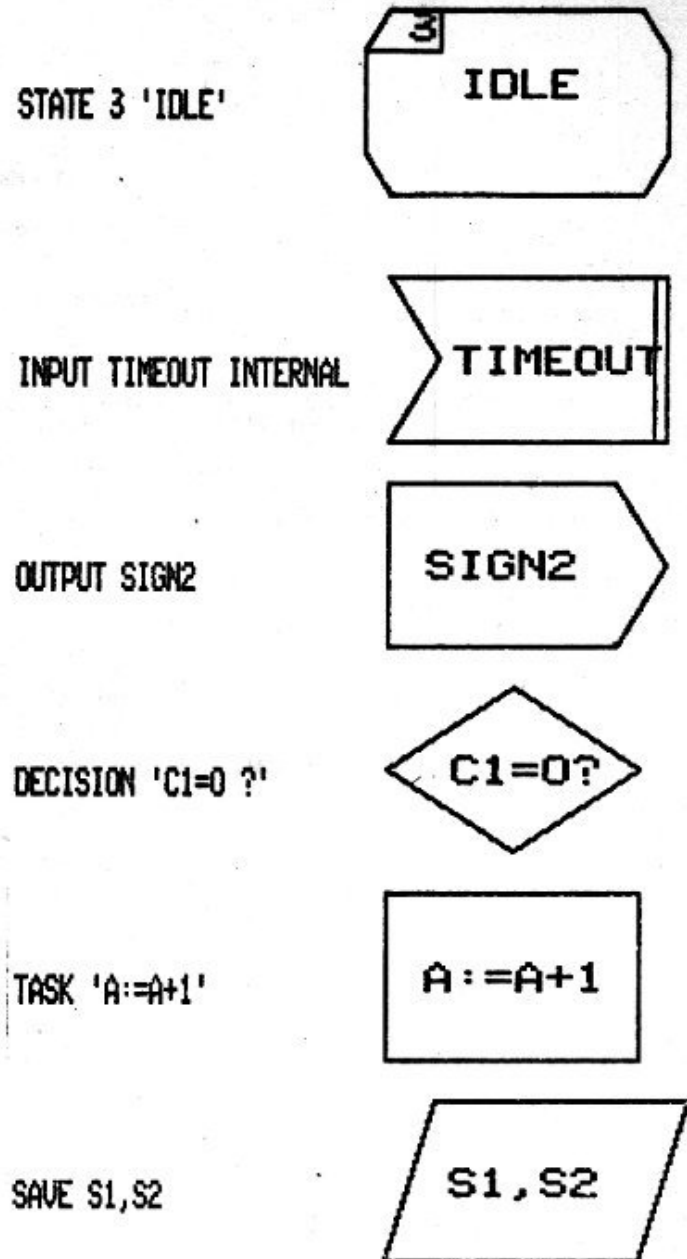 3
STATE 3 'IDLE'
IDLE
INPUT TIMEOUT INTERNAL
TIMEOUT
OUTPUT SIGN2
SIGN2
DECISION 'C1=0 ?'
C1=0?
TASK 'A:=A+1'
A:=A+1
SAVE S1,S2
S1,S2